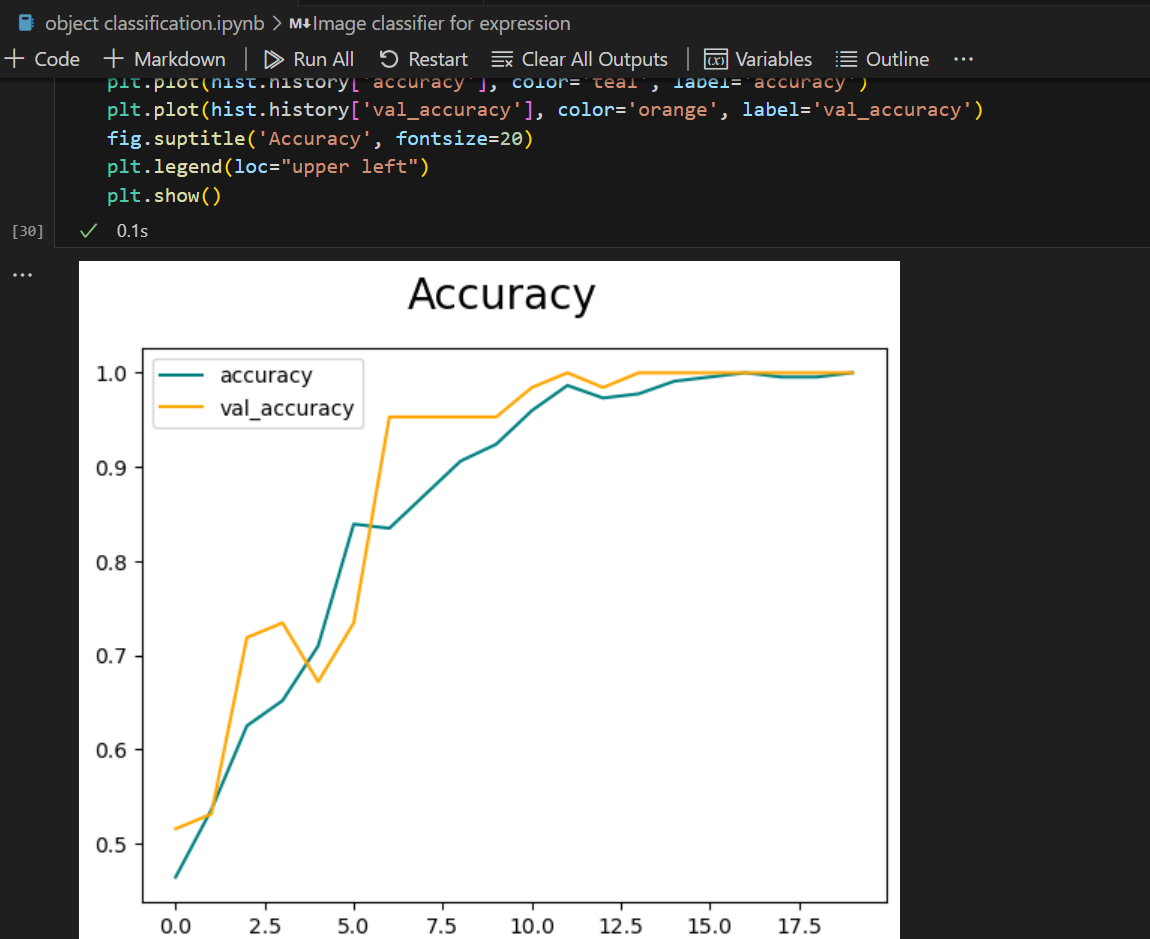 object classification.ipynb > M↓Image classifier for expression
+ Code + Markdown | Run All Restart Clear All Outputs | Variables Outline ...
plt.plot(hist.history['accuracy'], color='teal', label='accuracy')
plt.plot(hist.history['val_accuracy'], color='orange', label='val_accuracy')
fig.suptitle('Accuracy', fontsize=20)
plt.legend(loc="upper left")
plt.show()
[30] ✓ 0.1s
...
Accuracy
accuracy
val_accuracy
1.0
0.9
0.8
0.7
0.6
0.5
0.0 2.5 5.0 7.5 10.0 12.5 15.0 17.5